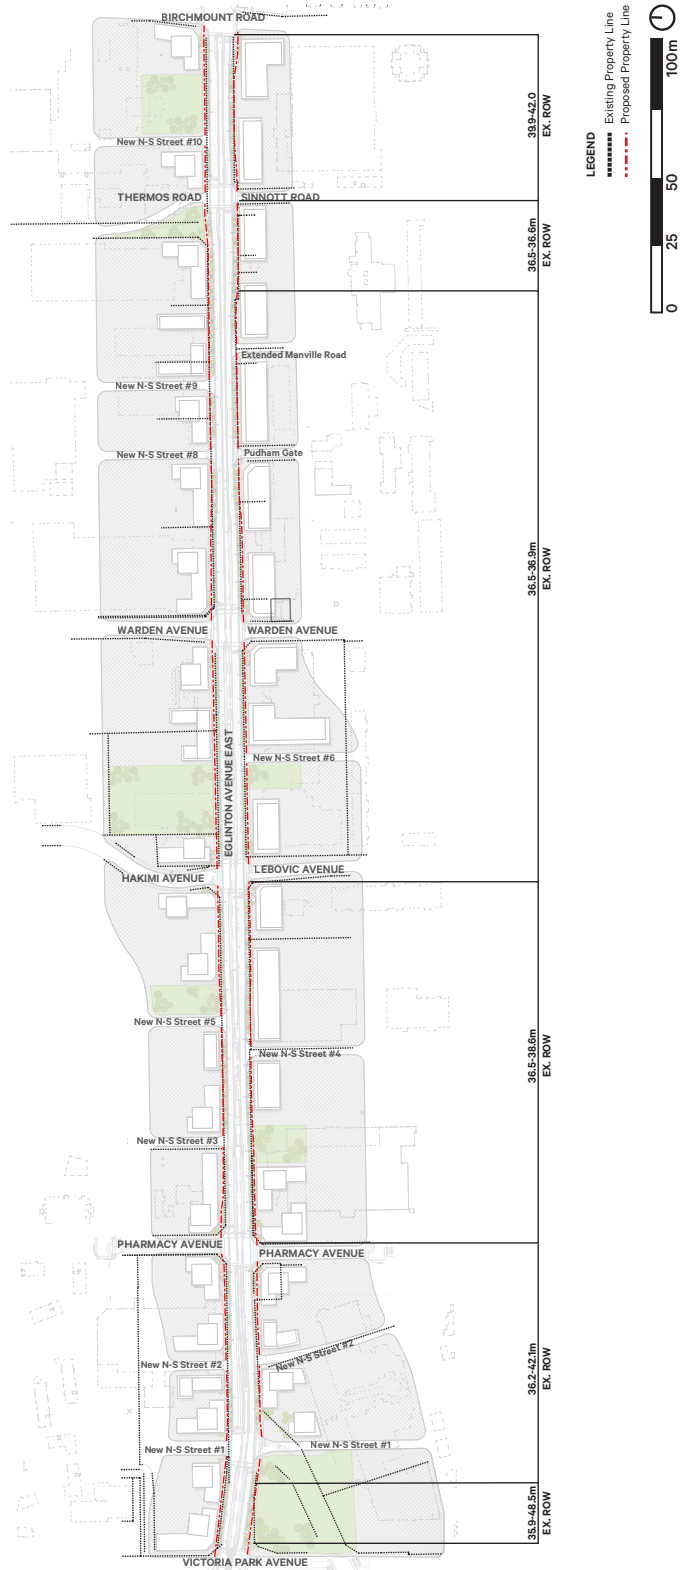 BIRCHMOUNT ROAD
New N-S Street #10
THERMOS ROAD
SINNOTT ROAD
Extended Manville Road
New N-S Street #9
New N-S Street #8
Pudham Gate
WARDEN AVENUE
WARDEN AVENUE
EGLINTON AVENUE EAST
New N-S Street #6
HAKIMI AVENUE
LEBOVIC AVENUE
New N-S Street #5
New N-S Street #4
New N-S Street #3
PHARMACY AVENUE
PHARMACY AVENUE
New N-S Street #2
New N-S Street #2
New N-S Street #1
New N-S Street #1
VICTORIA PARK AVENUE
39.9-42.0
EX. ROW
36.5-36.6m
EX. ROW
36.5-36.9m
EX. ROW
36.5-38.6m
EX. ROW
36.2-42.1m
EX. ROW
35.9-48.5m
EX. ROW
LEGEND
Existing Property Line
Proposed Property Line
0
25
50
100m